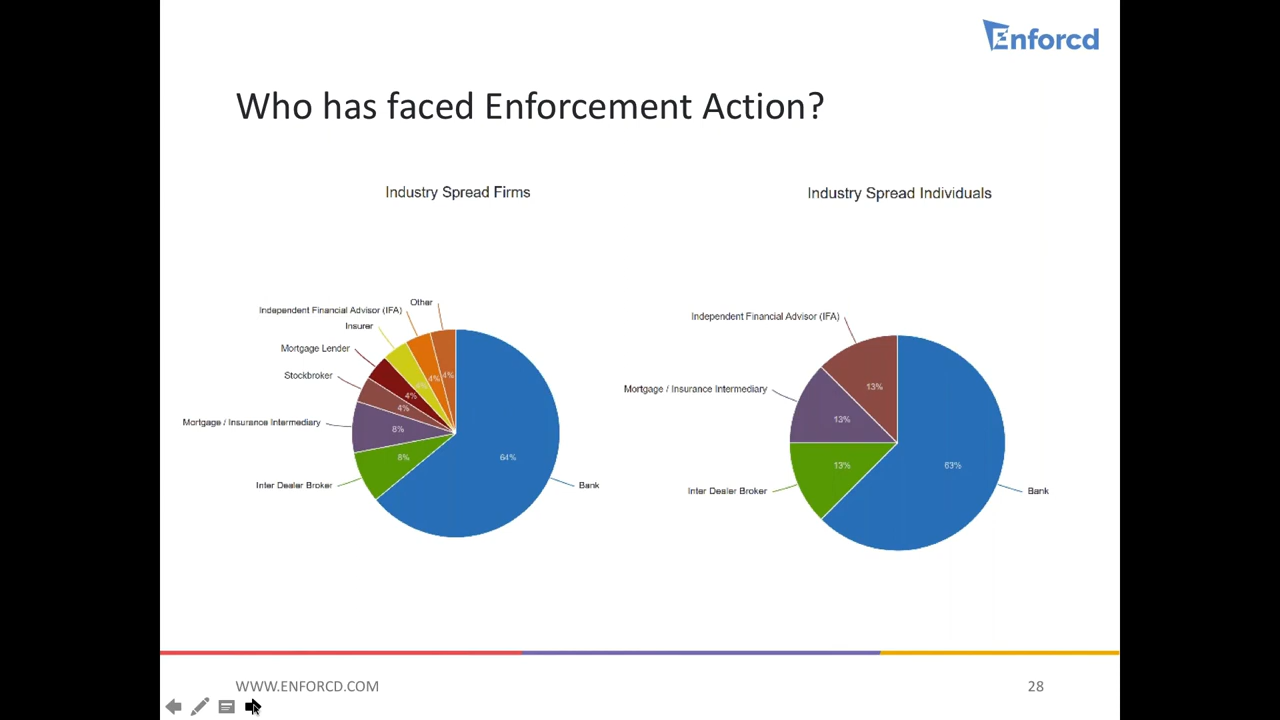 Enforcd
Who has faced Enforcement Action?
Industry Spread Firms
Other
Independent Financial Advisor (IFA)
Insurer
Mortgage Lender
Stockbroker
Mortgage / Insurance Intermediary
Inter Dealer Broker
Bank
4%
4%
4%
4%
4%
8%
8%
64%
Industry Spread Individuals
Independent Financial Advisor (IFA)
Mortgage / Insurance Intermediary
Inter Dealer Broker
Bank
13%
13%
13%
63%
WWW.ENFORCD.COM
28